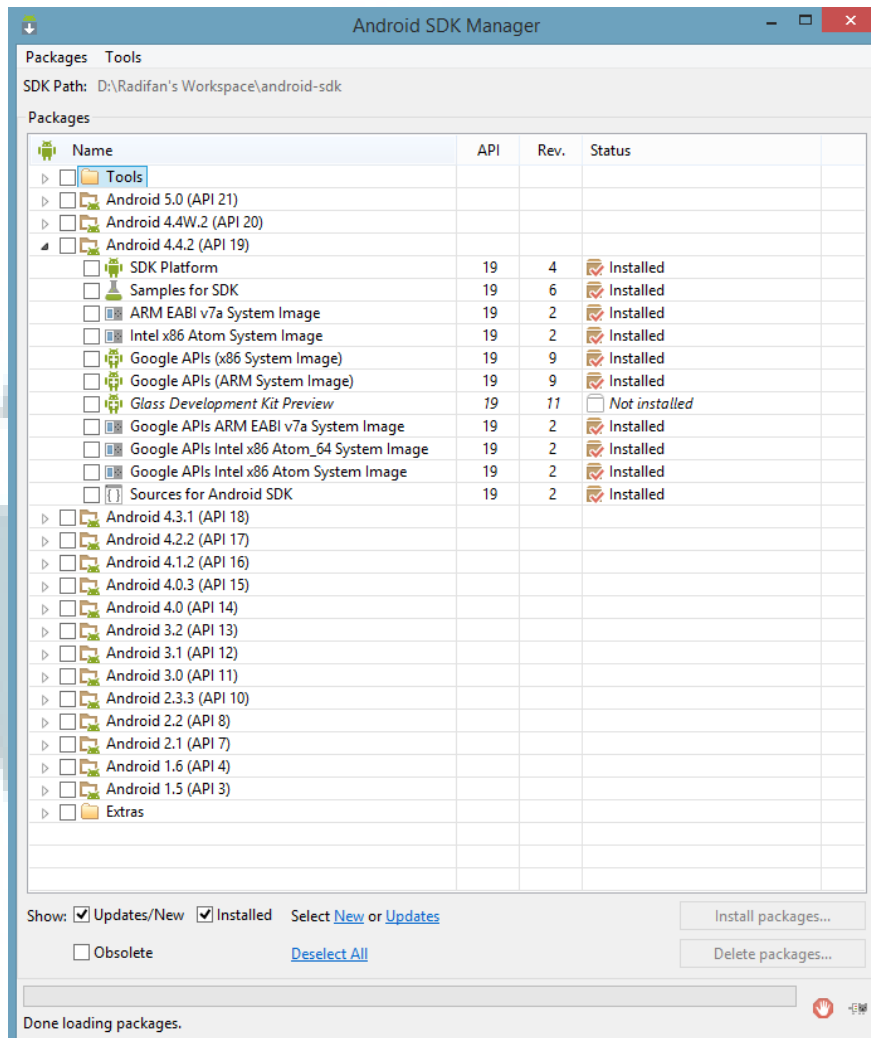 Android SDK Manager
Packages Tools
SDK Path: D:\Radifan's Workspace\android-sdk
Packages
Name API Rev. Status
Tools
Android 5.0 (API 21)
Android 4.4W.2 (API 20)
Android 4.4.2 (API 19)
SDK Platform 19 4 Installed
Samples for SDK 19 6 Installed
ARM EABI v7a System Image 19 2 Installed
Intel x86 Atom System Image 19 2 Installed
Google APIs (x86 System Image) 19 9 Installed
Google APIs (ARM System Image) 19 9 Installed
Glass Development Kit Preview 19 11 Not installed
Google APIs ARM EABI v7a System Image 19 2 Installed
Google APIs Intel x86 Atom_64 System Image 19 2 Installed
Google APIs Intel x86 Atom System Image 19 2 Installed
Sources for Android SDK 19 2 Installed
Android 4.3.1 (API 18)
Android 4.2.2 (API 17)
Android 4.1.2 (API 16)
Android 4.0.3 (API 15)
Android 4.0 (API 14)
Android 3.2 (API 13)
Android 3.1 (API 12)
Android 3.0 (API 11)
Android 2.3.3 (API 10)
Android 2.2 (API 8)
Android 2.1 (API 7)
Android 1.6 (API 4)
Android 1.5 (API 3)
Extras
Show: Updates/New Installed Select New or Updates Install packages...
Obsolete Deselect All Delete packages...
Done loading packages.